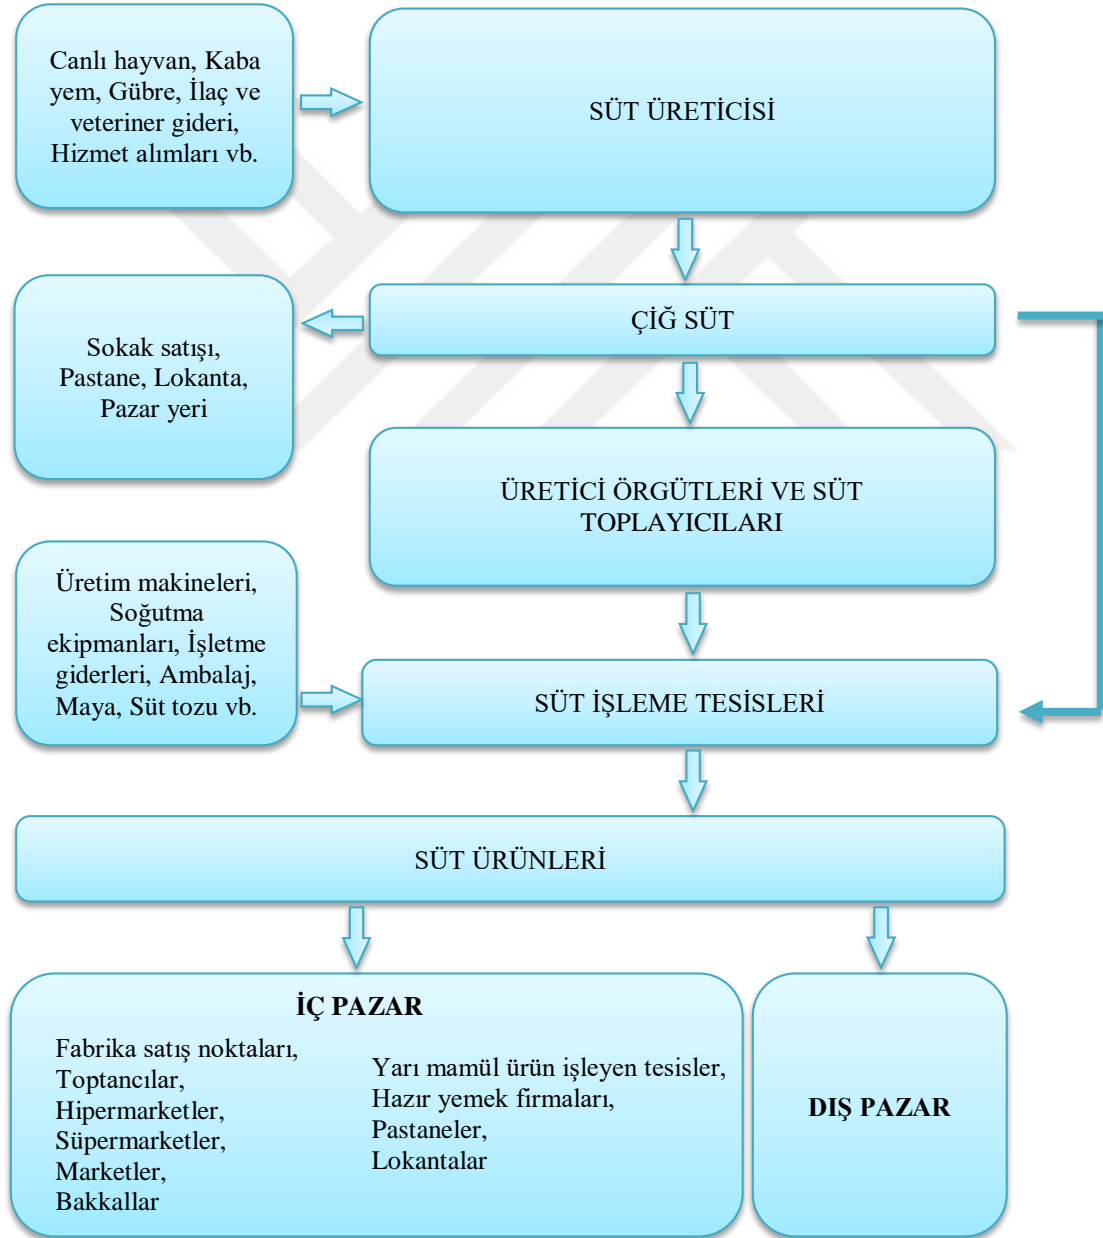 Canlı hayvan, Kaba
yem, Gübre, İlaç ve
veteriner gideri,
Hizmet alımları vb.
SÜT ÜRETİCİSİ
ÇİĞ SÜT
Sokak satışı,
Pastane, Lokanta,
Pazar yeri
ÜRETİCİ ÖRGÜTLERİ VE SÜT
TOPLAYICILARI
Üretim makineleri,
Soğutma
ekipmanları, İşletme
giderleri, Ambalaj,
Maya, Süt tozu vb.
SÜT İŞLEME TESİSLERİ
SÜT ÜRÜNLERİ
İÇ PAZAR
Fabrika satış noktaları,
Toptancılar,
Hipermarketler,
Süpermarketler,
Marketler,
Bakkallar
Yarı mamül ürün işleyen tesisler,
Hazır yemek firmaları,
Pastaneler,
Lokantalar
DIŞ PAZAR